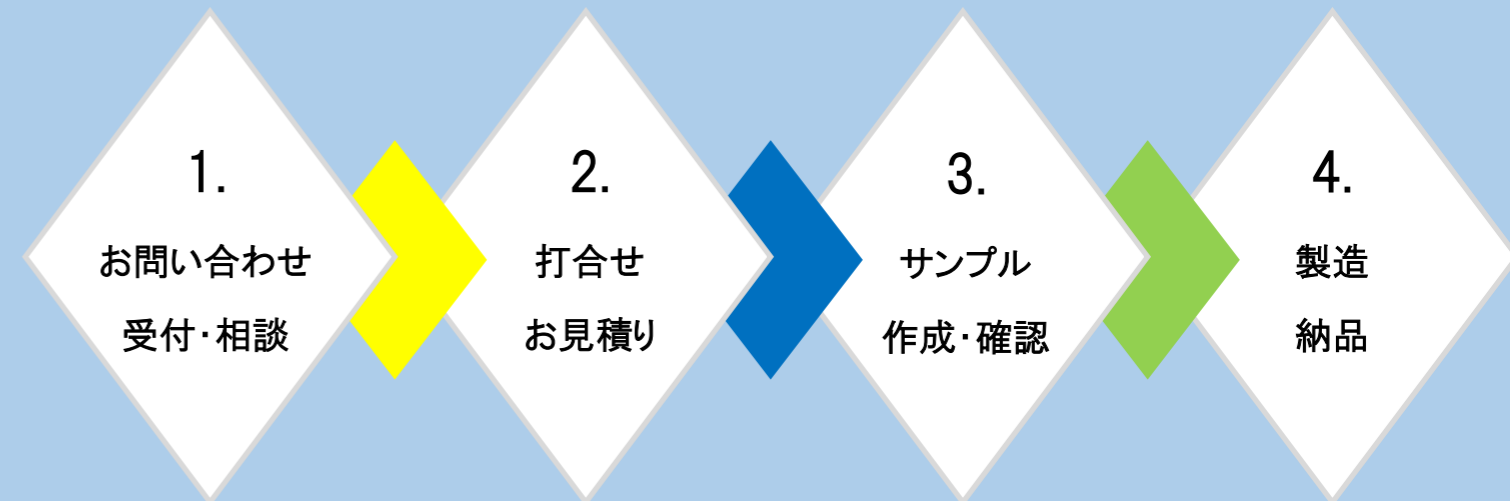 1.
お問い合わせ
受付・相談
2.
打合せ
お見積り
3.
サンプル
作成・確認
4.
製造
納品